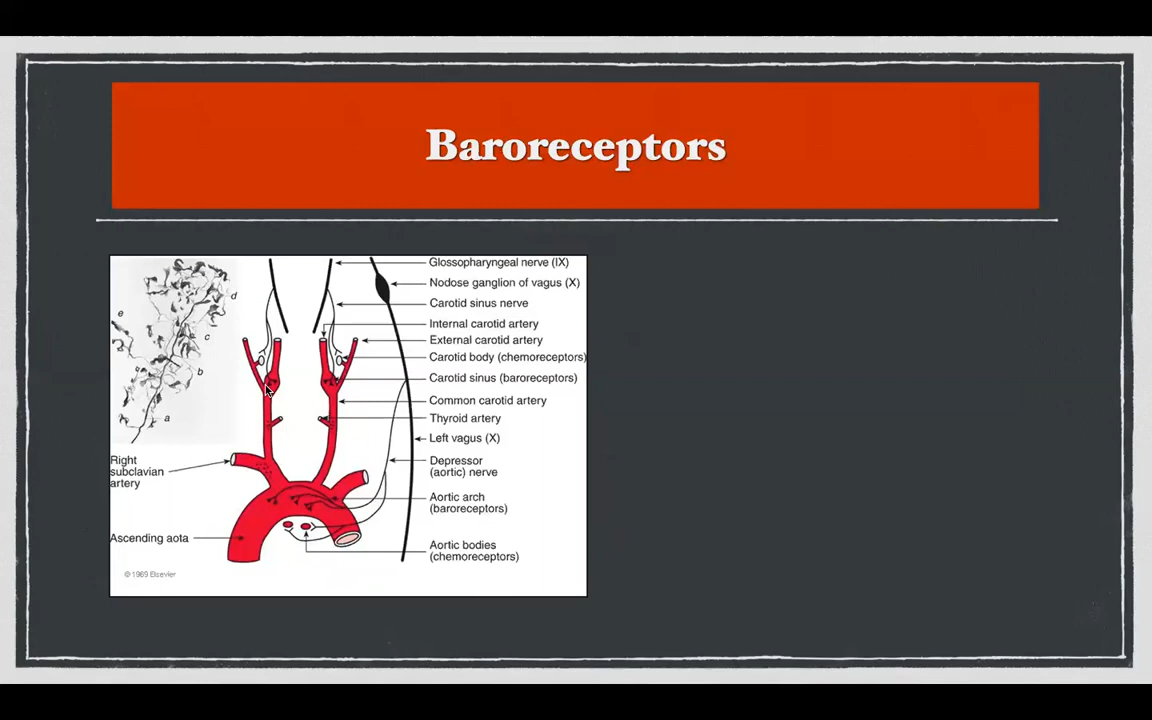 Baroreceptors
Glossopharyngeal nerve (IX)
Nodose ganglion of vagus (X)
Carotid sinus nerve
Internal carotid artery
External carotid artery
Carotid body (chemoreceptors)
Carotid sinus (baroreceptors)
Common carotid artery
Thyroid artery
Left vagus (X)
Depressor
(aortic) nerve
Aortic arch
(baroreceptors)
Aortic bodies
(chemoreceptors)
Right
subclavian
artery
Ascending aota
d
e
c
b
a
© 1969 Elsevier